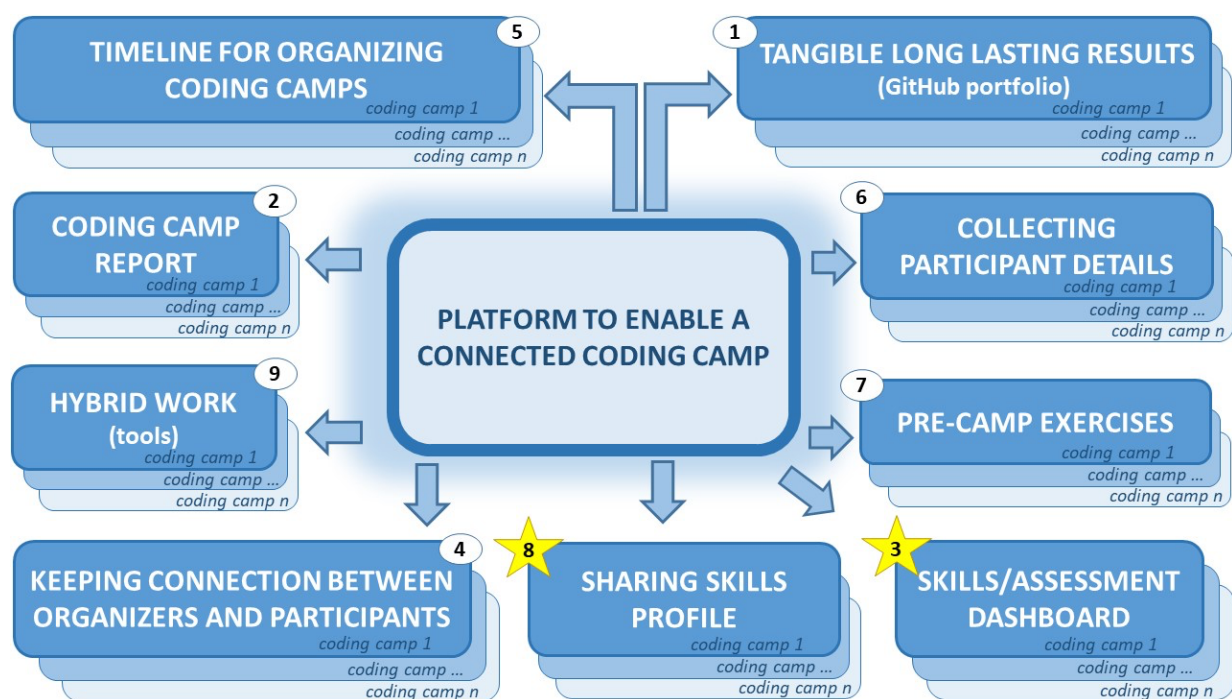 5
TIMELINE FOR ORGANIZING
CODING CAMPS
coding camp 1
coding camp ...
coding camp n
1
TANGIBLE LONG LASTING RESULTS
(GitHub portfolio)
coding camp 1
coding camp ...
coding camp n
2
CODING CAMP
REPORT
coding camp 1
coding camp ...
coding camp n
6
COLLECTING
PARTICIPANT DETAILS
coding camp 1
coding camp ...
coding camp n
PLATFORM TO ENABLE A
CONNECTED CODING CAMP
9
HYBRID WORK
(tools)
coding camp 1
coding camp ...
coding camp n
7
PRE-CAMP EXERCISES
coding camp 1
coding camp ...
coding camp n
4
KEEPING CONNECTION BETWEEN
ORGANIZERS AND PARTICIPANTS
coding camp 1
coding camp ...
coding camp n
8
SHARING SKILLS
PROFILE
coding camp 1
coding camp ...
coding camp n
3
SKILLS/ASSESSMENT
DASHBOARD
coding camp 1
coding camp ...
coding camp n